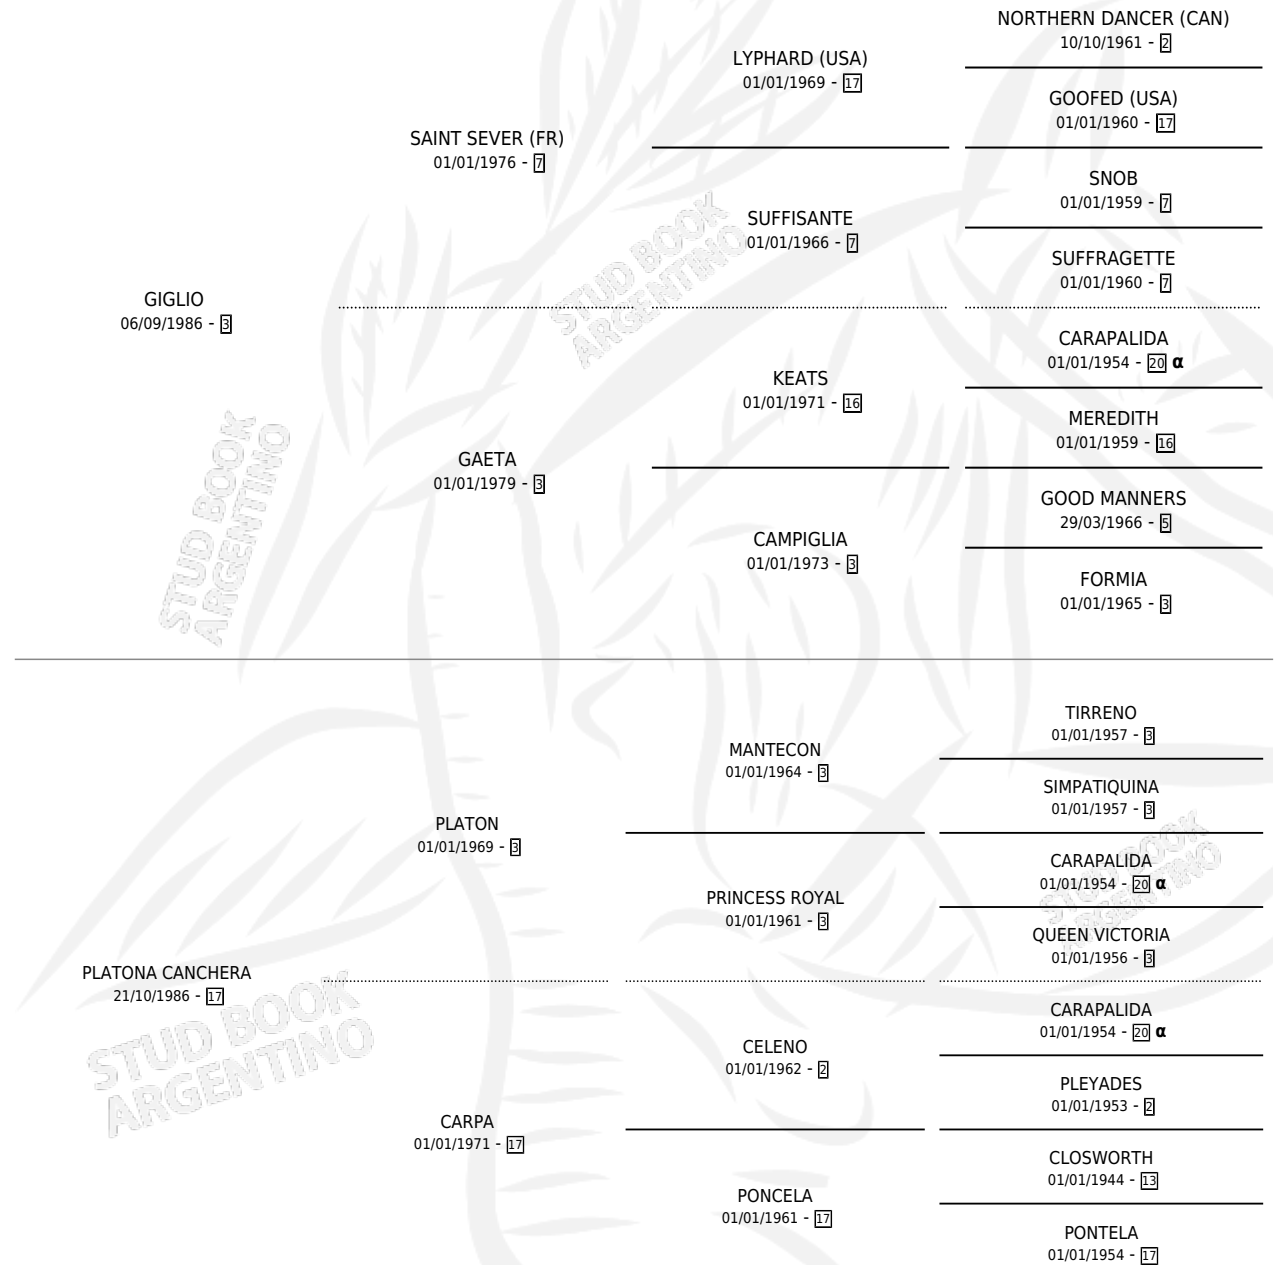 NORTHERN DANCER (CAN)
10/10/1961 - 2
LYPHARD (USA)
01/01/1969 - 17
GOOFED (USA)
01/01/1960 - 17
SAINT SEVER (FR)
01/01/1976 - 7
SNOB
01/01/1959 - 7
SUFFISANTE
01/01/1966 - 7
SUFFRAGETTE
01/01/1960 - 7
GIGLIO
06/09/1986 - 3
CARAPALIDA
01/01/1954 - 20 α
KEATS
01/01/1971 - 16
MEREDITH
01/01/1959 - 16
GAETA
01/01/1979 - 3
GOOD MANNERS
29/03/1966 - 5
CAMPIGLIA
01/01/1973 - 3
FORMIA
01/01/1965 - 3
TIRRENO
01/01/1957 - 3
MANTECON
01/01/1964 - 3
SIMPATIQUINA
01/01/1957 - 3
PLATON
01/01/1969 - 3
CARAPALIDA
01/01/1954 - 20 α
PRINCESS ROYAL
01/01/1961 - 3
QUEEN VICTORIA
01/01/1956 - 3
PLATONA CANCHERA
21/10/1986 - 17
CARAPALIDA
01/01/1954 - 20 α
CELENO
01/01/1962 - 2
PLEYADES
01/01/1953 - 2
CARPA
01/01/1971 - 17
CLOSWORTH
01/01/1944 - 13
PONCELA
01/01/1961 - 17
PONTELA
01/01/1954 - 17
STUD BOOK
ARGENTINO
STUD BOOK
ARGENTINO
STUD BOOK
ARGENTINO
STUD BOOK
ARGENTINO